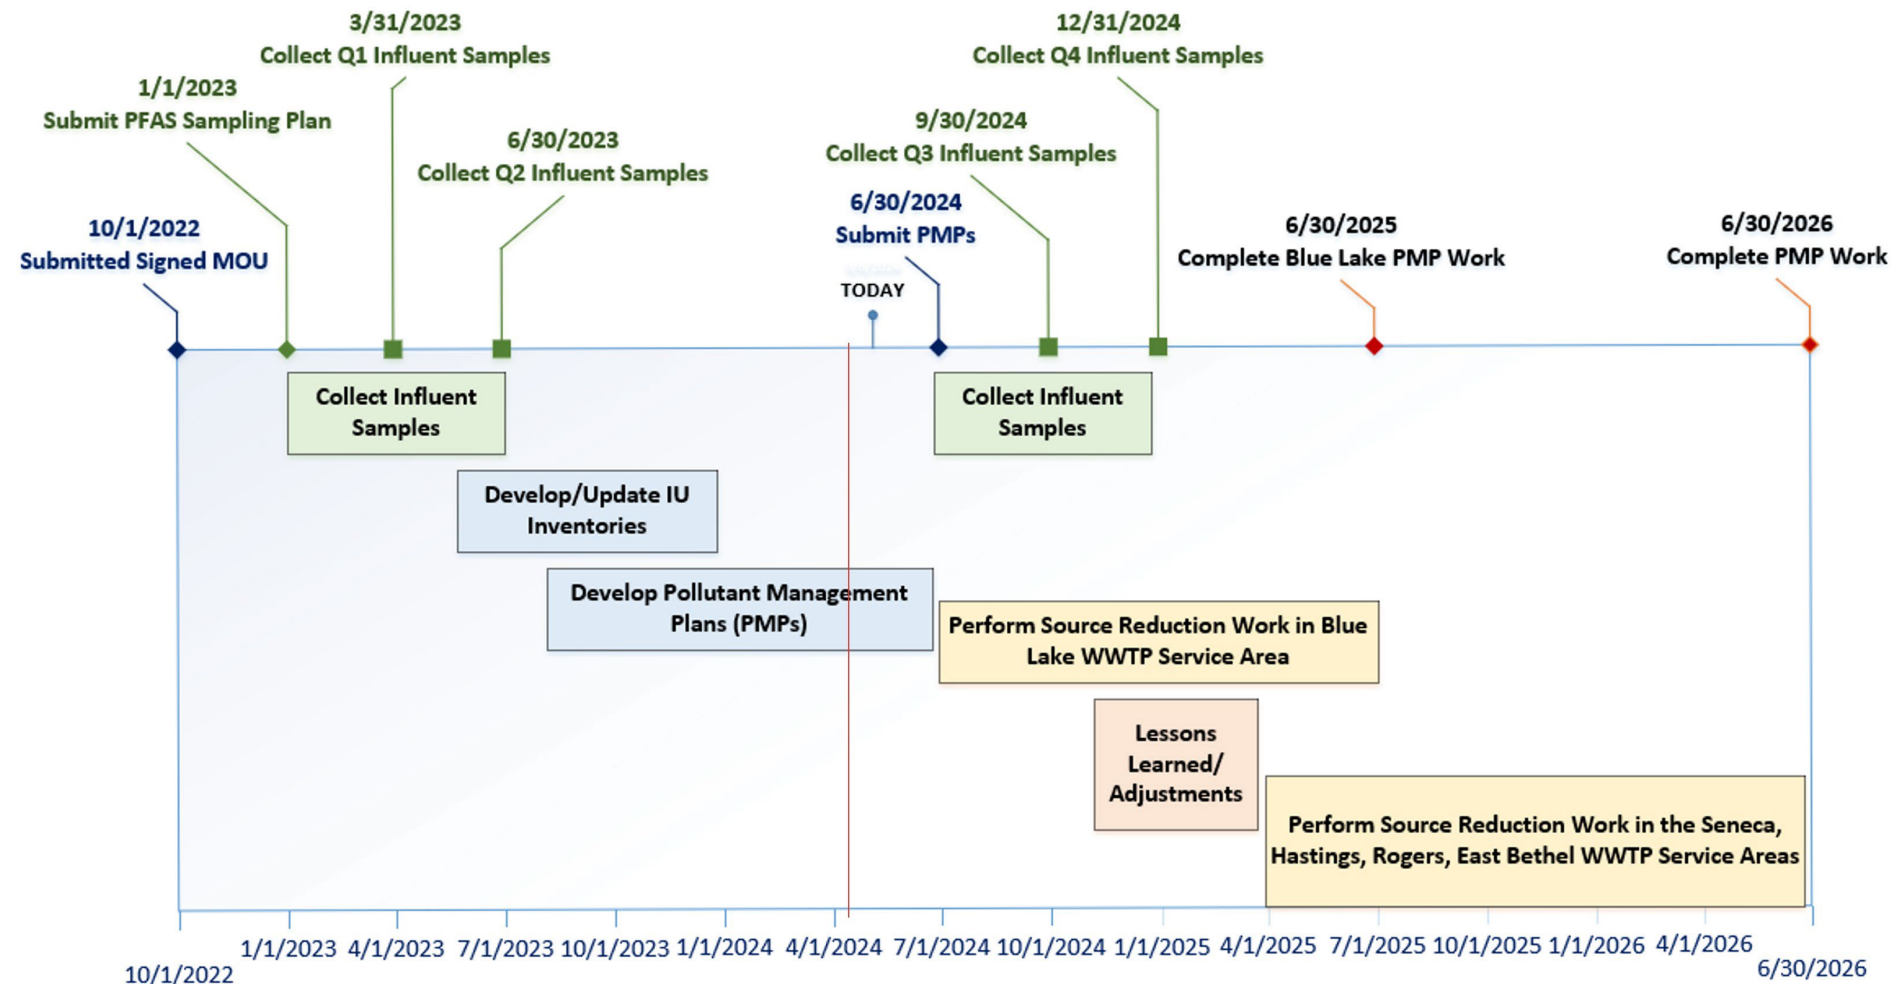 3/31/2023
Collect Q1 Influent Samples
12/31/2024
Collect Q4 Influent Samples
1/1/2023
Submit PFAS Sampling Plan
9/30/2024
Collect Q3 Influent Samples
6/30/2023
Collect Q2 Influent Samples
6/30/2024
Submit PMPs
10/1/2022
Submitted Signed MOU
6/30/2025
Complete Blue Lake PMP Work
6/30/2026
Complete PMP Work
TODAY
Collect Influent
Samples
Collect Influent
Samples
Develop/Update IU
Inventories
Develop Pollutant Management
Plans (PMPs)
Perform Source Reduction Work in Blue
Lake WWTP Service Area
Lessons
Learned/
Adjustments
Perform Source Reduction Work in the Seneca,
Hastings, Rogers, East Bethel WWTP Service Areas
10/1/2022
1/1/2023
4/1/2023
7/1/2023
10/1/2023
1/1/2024
4/1/2024
7/1/2024
10/1/2024
1/1/2025
4/1/2025
7/1/2025
10/1/2025
1/1/2026
4/1/2026
6/30/2026